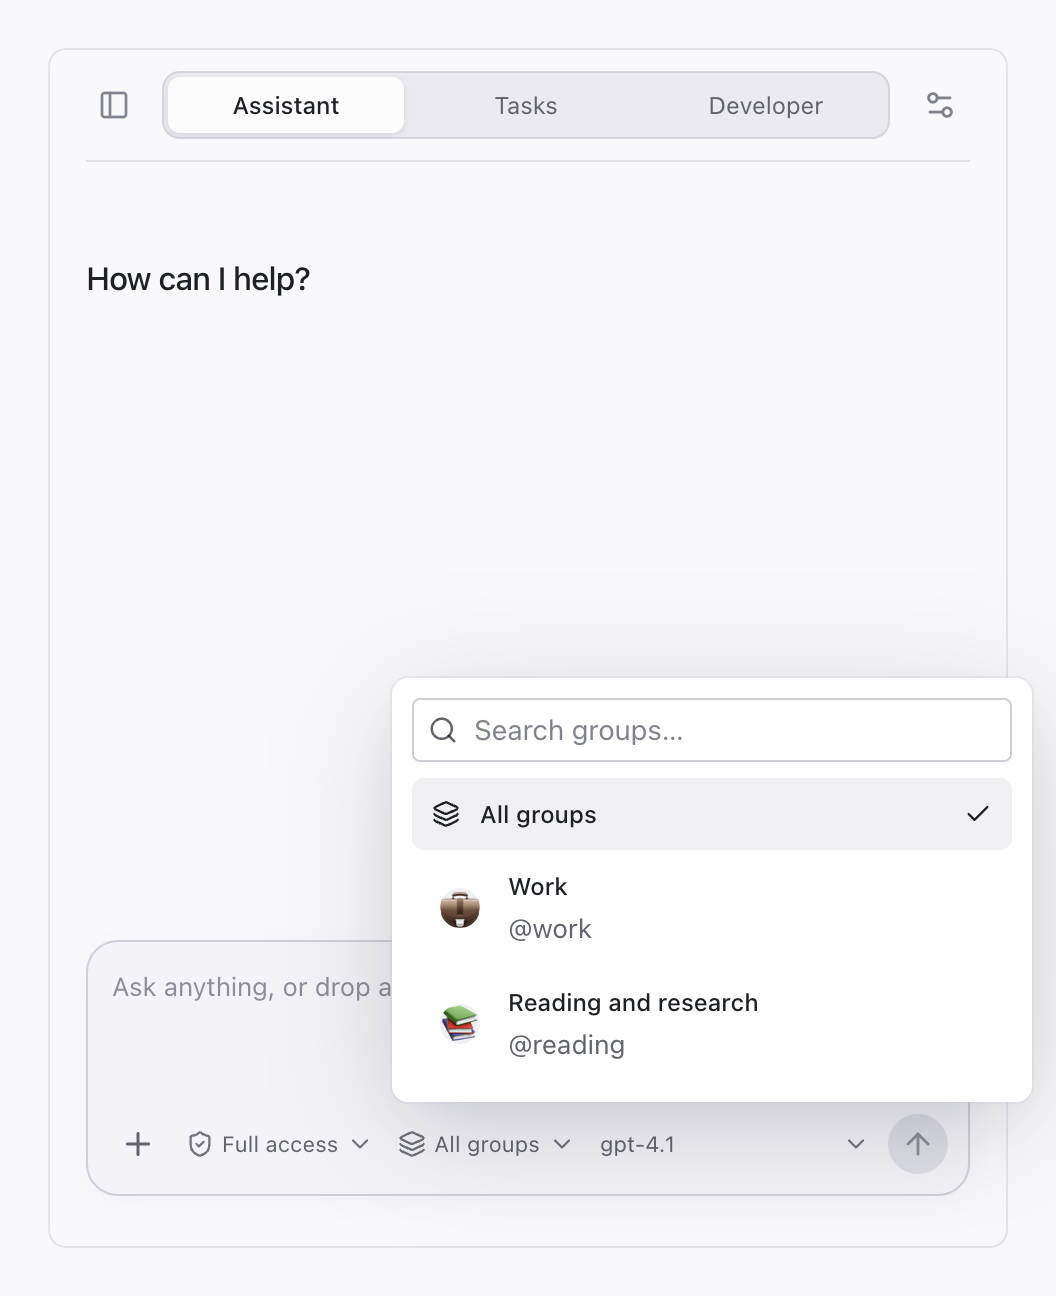 Assistant
Tasks
Developer
How can I help?
Search groups...
All groups
Work
@work
Reading and research
@reading
Ask anything, or drop a
Full access
All groups
gpt-4.1